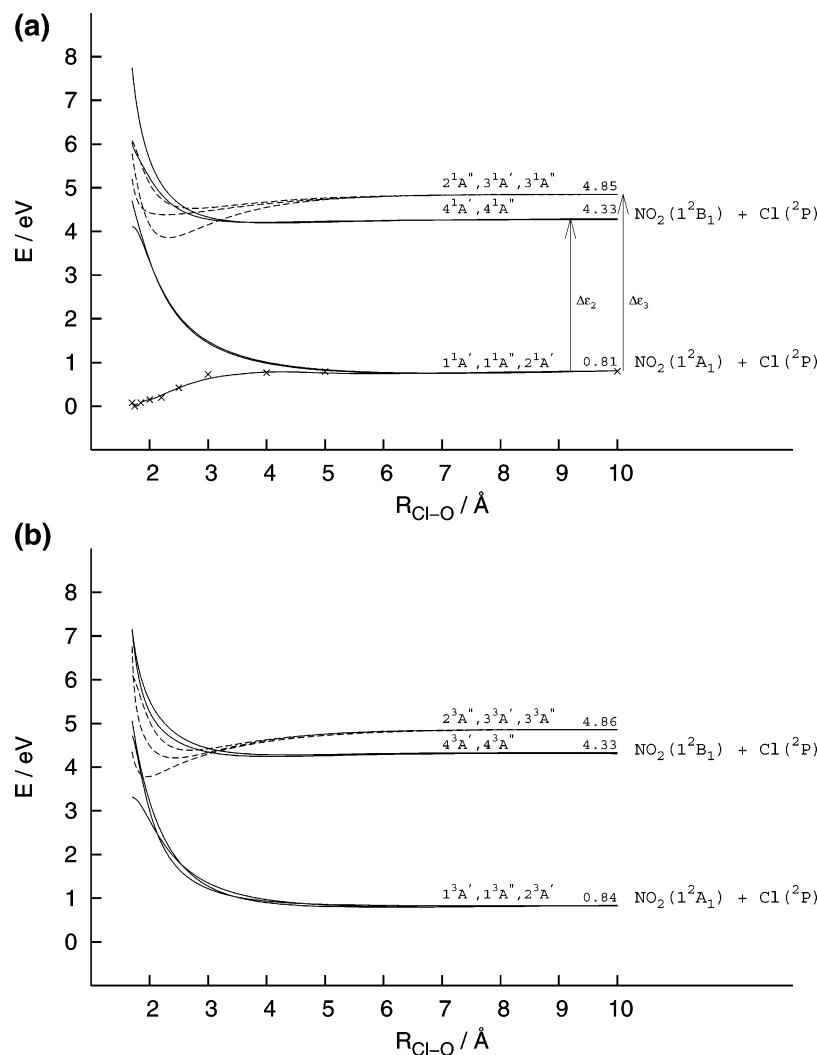 (a)
8
7
6
5
4
3
2
1
0
E / eV
2¹A",3¹A',3¹A" 4.85
4¹A',4¹A" 4.33 NO₂(1²B₁) + Cl(²P)
Δε₂ Δε₃
1¹A',1¹A",2¹A' 0.81 NO₂(1²A₁) + Cl(²P)
2 3 4 5 6 7 8 9 10
R_Cl–O / Å
(b)
8
7
6
5
4
3
2
1
0
E / eV
2³A",3³A',3³A" 4.86
4³A',4³A" 4.33 NO₂(1²B₁) + Cl(²P)
1³A',1³A",2³A' 0.84 NO₂(1²A₁) + Cl(²P)
2 3 4 5 6 7 8 9 10
R_Cl–O / Å